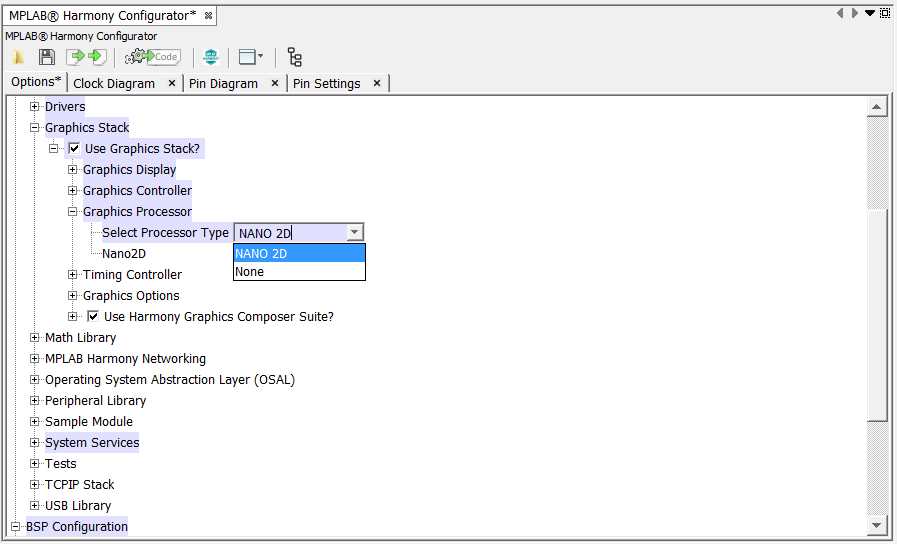 MPLAB® Harmony Configurator*
MPLAB® Harmony Configurator
Code
Options* Clock Diagram Pin Diagram Pin Settings
Drivers
Graphics Stack
Use Graphics Stack?
Graphics Display
Graphics Controller
Graphics Processor
Select Processor Type NANO 2D
Nano2D NANO 2D
None
Timing Controller
Graphics Options
Use Harmony Graphics Composer Suite?
Math Library
MPLAB Harmony Networking
Operating System Abstraction Layer (OSAL)
Peripheral Library
Sample Module
System Services
Tests
TCPIP Stack
USB Library
BSP Configuration